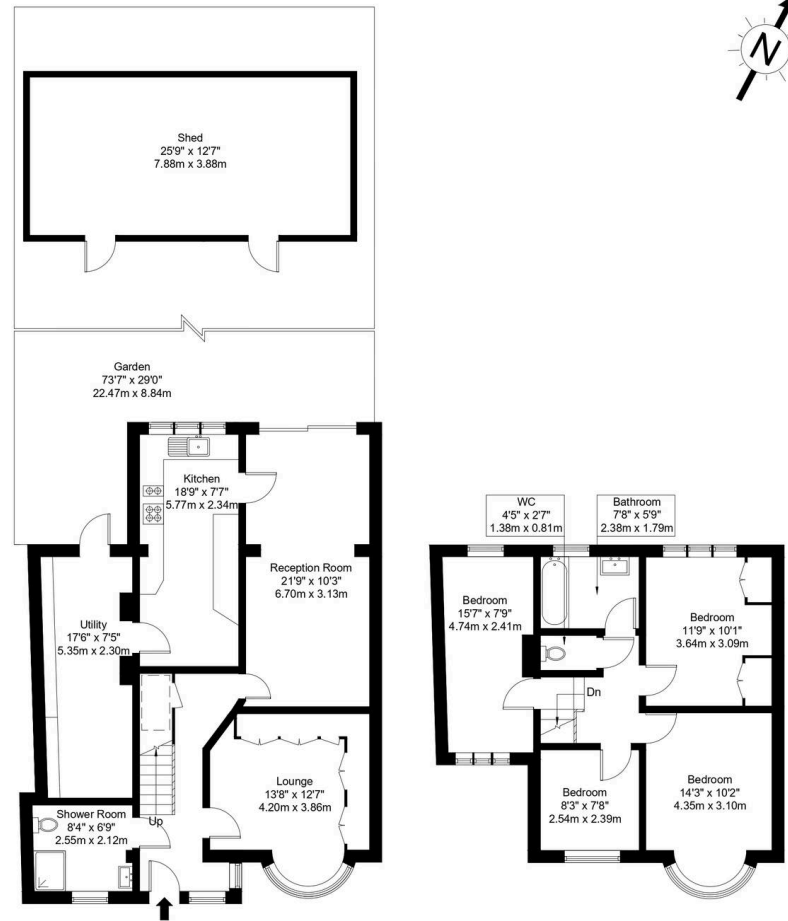 N
Shed
25'9" x 12'7"
7.88m x 3.88m
Garden
73'7" x 29'0"
22.47m x 8.84m
Kitchen
18'9" x 7'7"
5.77m x 2.34m
Reception Room
21'9" x 10'3"
6.70m x 3.13m
Utility
17'6" x 7'5"
5.35m x 2.30m
Lounge
13'8" x 12'7"
4.20m x 3.86m
Shower Room
8'4" x 6'9"
2.55m x 2.12m
Up
WC
4'5" x 2'7"
1.38m x 0.81m
Bathroom
7'8" x 5'9"
2.38m x 1.79m
Bedroom
15'7" x 7'9"
4.74m x 2.41m
Bedroom
11'9" x 10'1"
3.64m x 3.09m
Dn
Bedroom
8'3" x 7'8"
2.54m x 2.39m
Bedroom
14'3" x 10'2"
4.35m x 3.10m